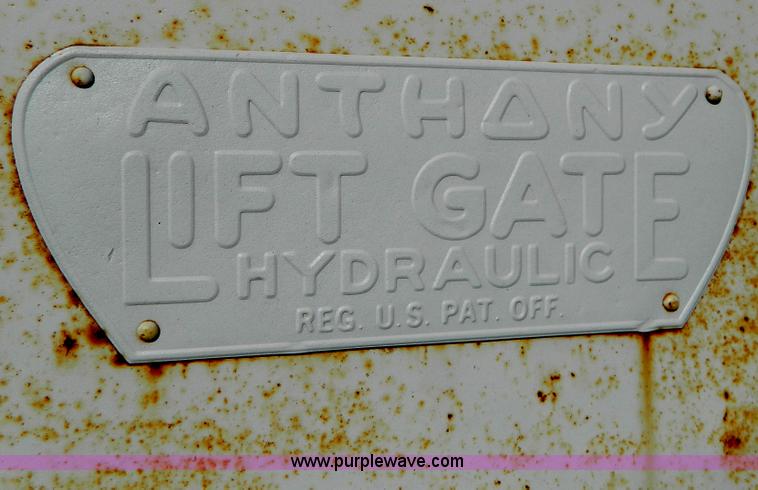 ANTHONY
LIFT GATE
HYDRAULIC
REG. U.S. PAT. OFF.
www.purplewave.com